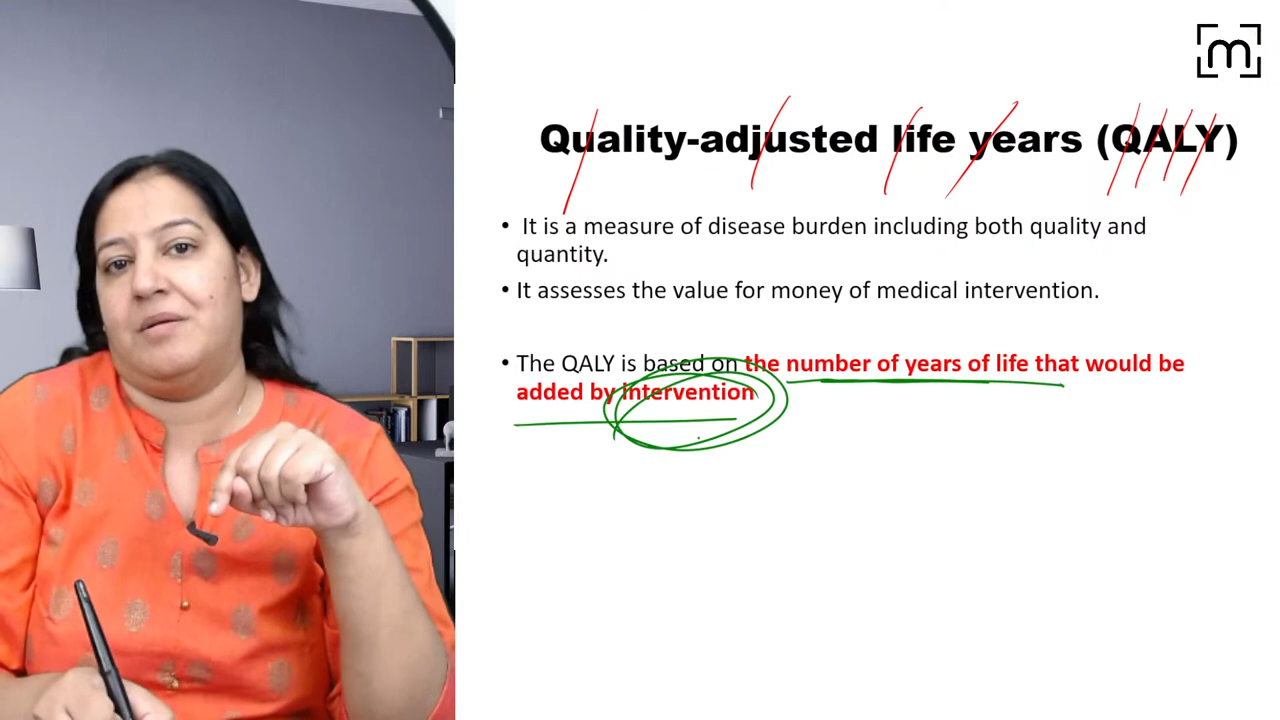 m
Quality-adjusted life years (QALY)
• It is a measure of disease burden including both quality and
quantity.
• It assesses the value for money of medical intervention.
• The QALY is based on the number of years of life that would be
added by intervention